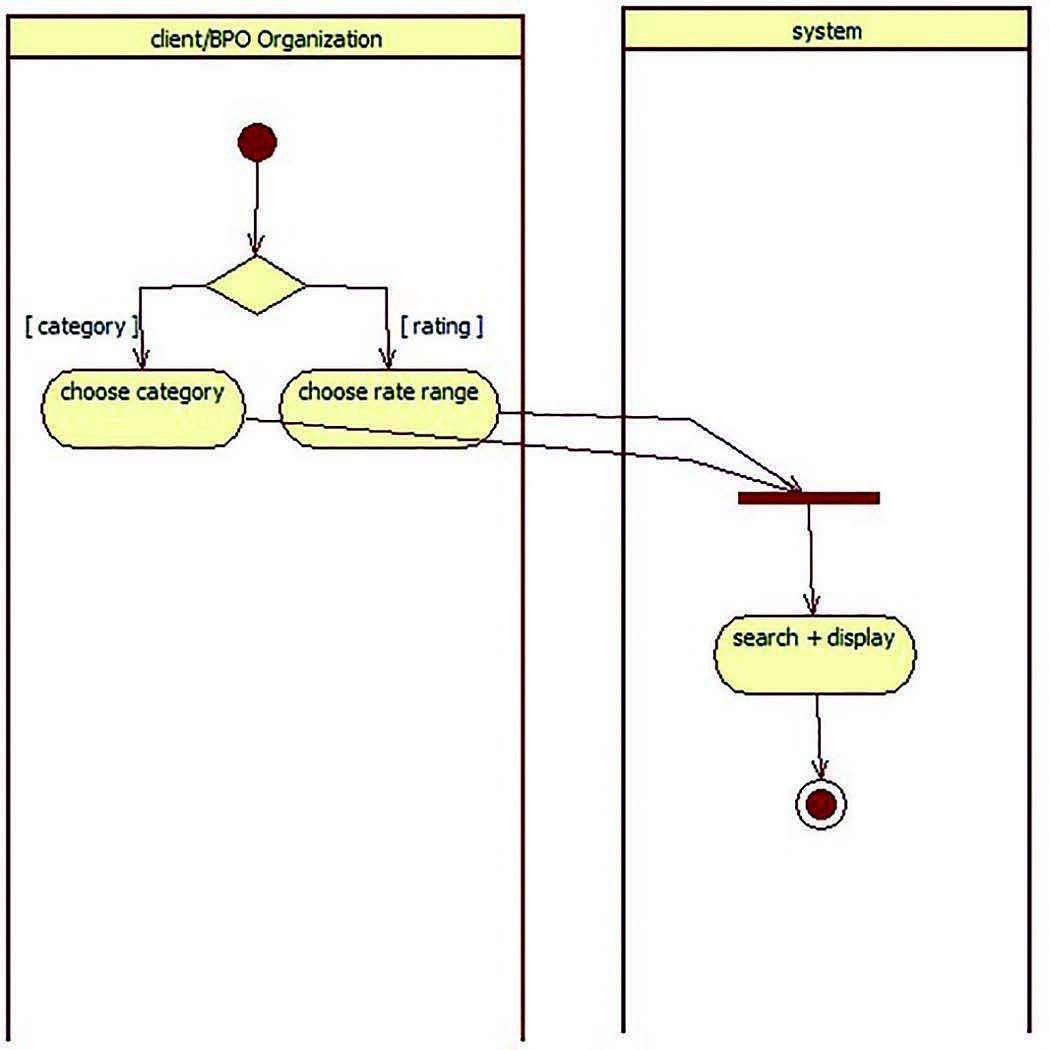 client/BPO Organization
system
[ category ]
[ rating ]
choose category
choose rate range
search + display